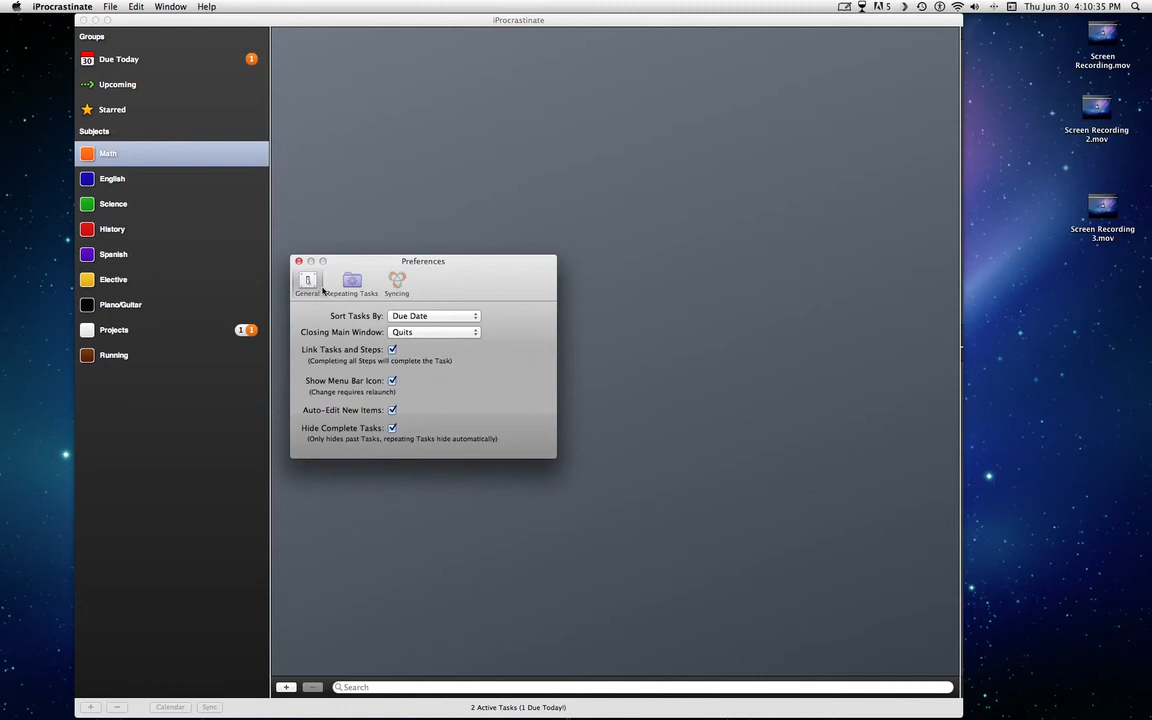 iProcrastinate File Edit Window Help
5
Thu Jun 30 4:10:35 PM
iProcrastinate
Groups
30 Due Today 1
Upcoming
Starred
Subjects
Math
English
Science
History
Spanish
Elective
Piano/Guitar
Projects 1 1
Running
Preferences
General Repeating Tasks Syncing
Sort Tasks By: Due Date
Closing Main Window: Quits
Link Tasks and Steps:
(Completing all Steps will complete the Task)
Show Menu Bar Icon:
(Change requires relaunch)
Auto-Edit New Items:
Hide Complete Tasks:
(Only hides past Tasks, repeating Tasks hide automatically)
Screen
Recording.mov
Screen Recording
2.mov
Screen Recording
3.mov
+ − Search
+ − Calendar Sync
2 Active Tasks (1 Due Today!)